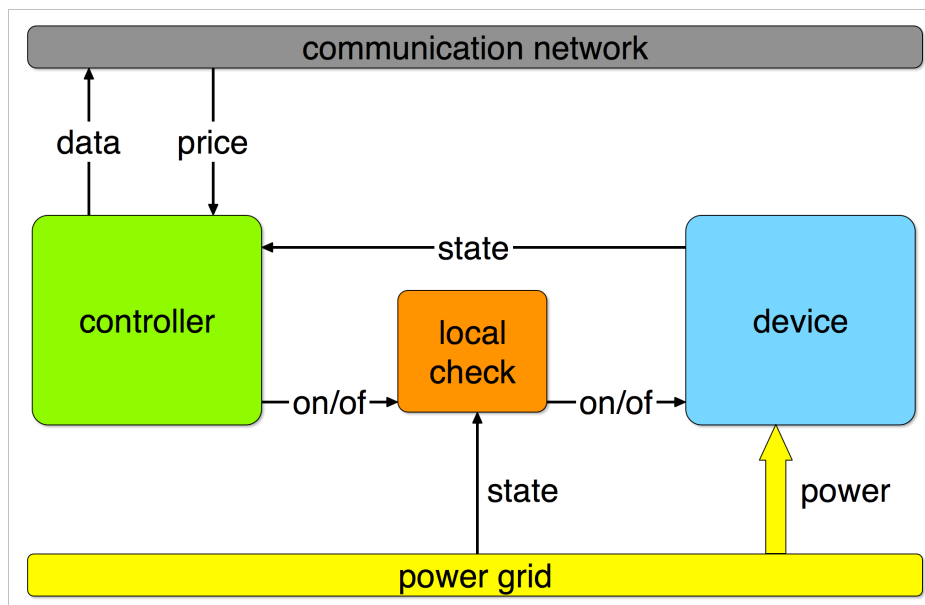 communication network
data
price
state
controller
local
check
device
on/of
on/of
state
power
power grid